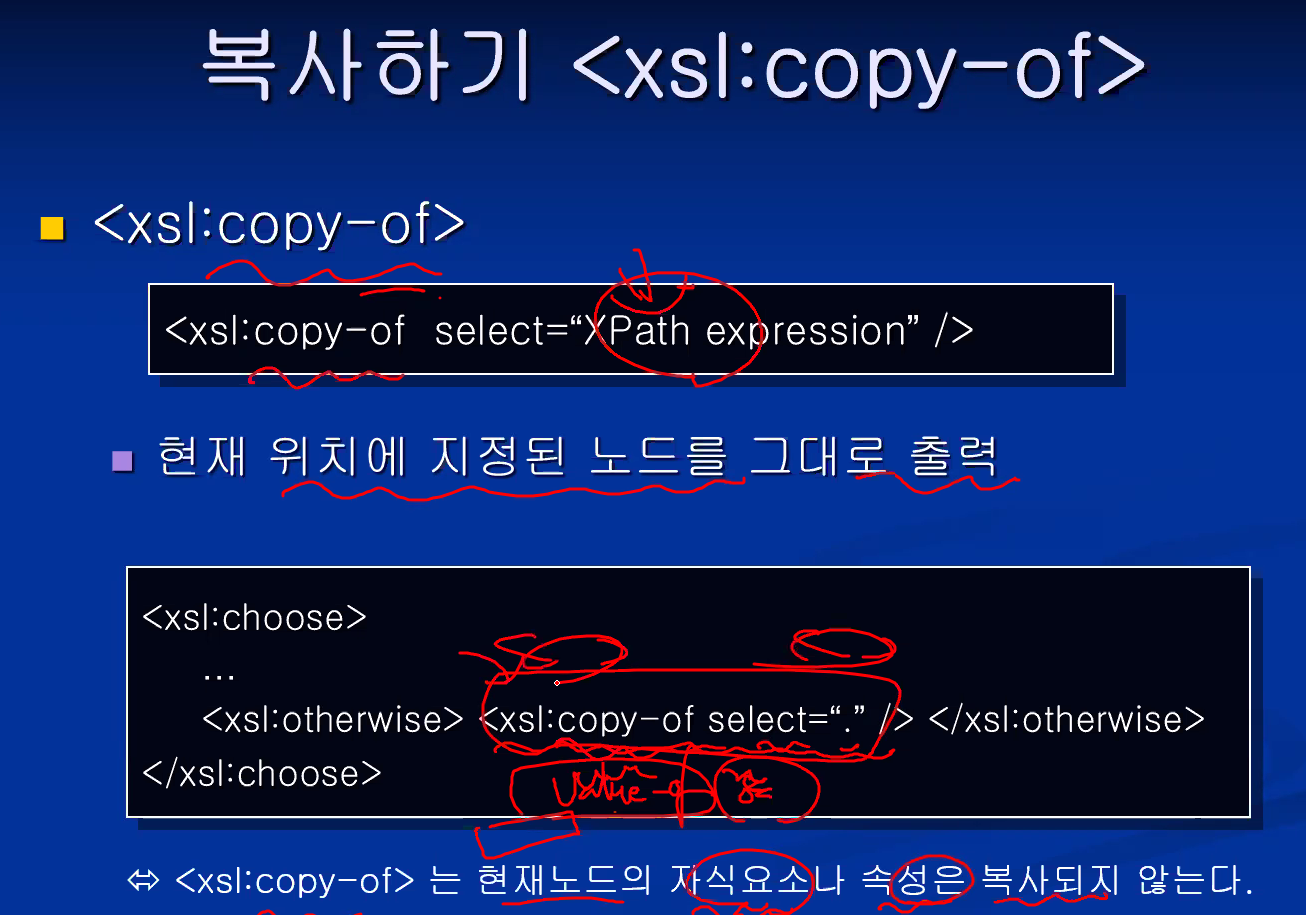 복사하기 <xsl:copy-of>
<xsl:copy-of>
<xsl:copy-of select=“XPath expression” />
현재 위치에 지정된 노드를 그대로 출력
<xsl:choose>
…
<xsl:otherwise> <xsl:copy-of select=“.” /> </xsl:otherwise>
</xsl:choose>
Value-of
⇔ <xsl:copy-of> 는 현재노드의 자식요소나 속성은 복사되지 않는다.